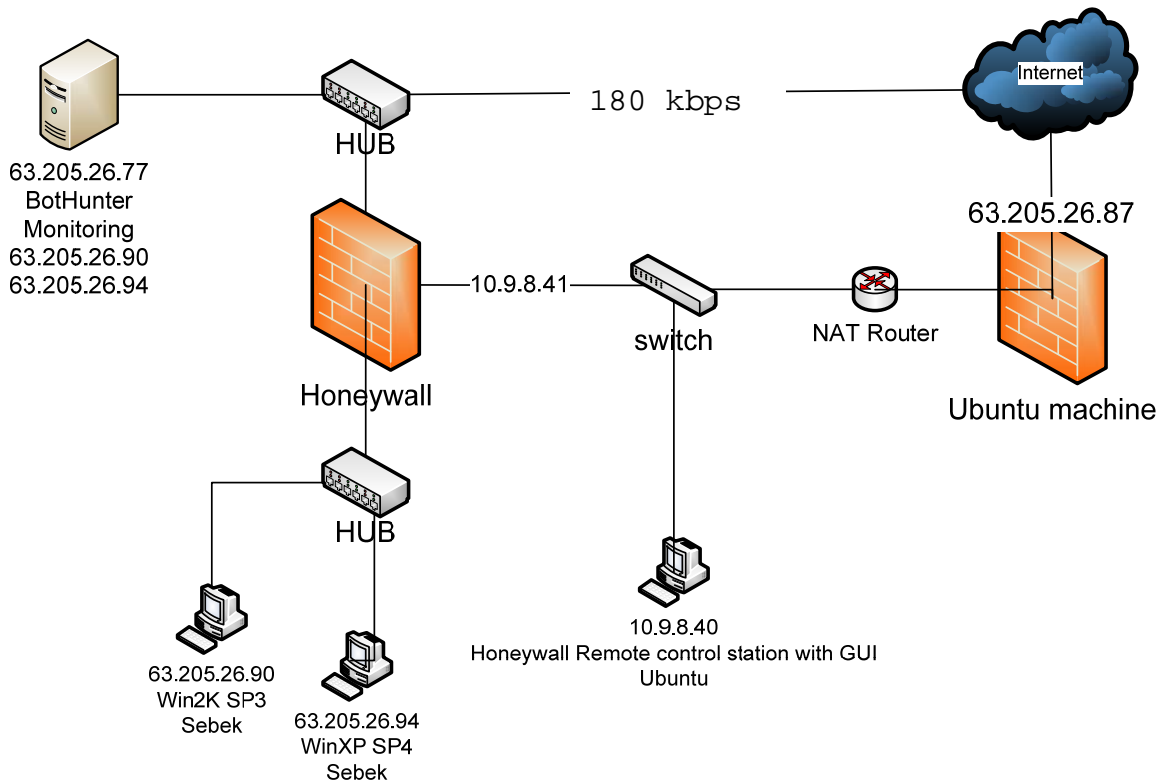 Internet
180 kbps
HUB
63.205.26.77
BotHunter
Monitoring
63.205.26.90
63.205.26.94
63.205.26.87
10.9.8.41
switch
NAT Router
Honeywall
Ubuntu machine
HUB
10.9.8.40
Honeywall Remote control station with GUI
Ubuntu
63.205.26.90
Win2K SP3
Sebek
63.205.26.94
WinXP SP4
Sebek